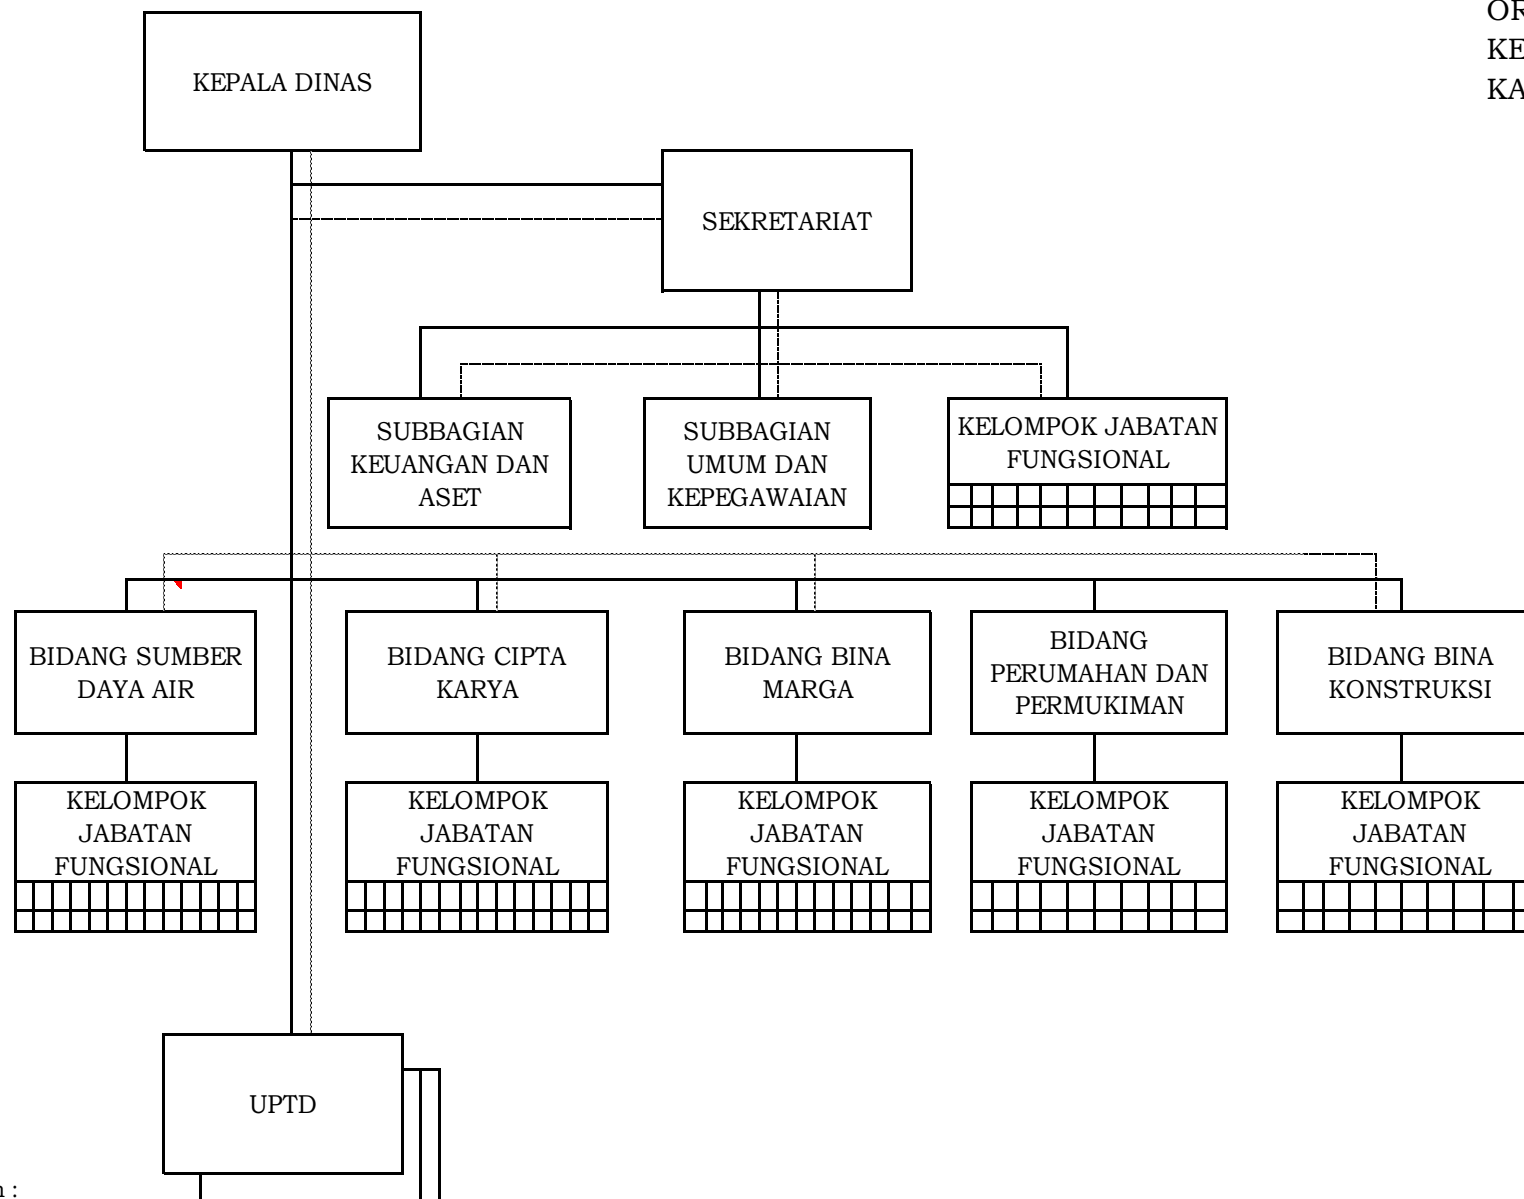 KEPALA DINAS
SEKRETARIAT
SUBBAGIAN
KEUANGAN DAN
ASET
SUBBAGIAN
UMUM DAN
KEPEGAWAIAN
KELOMPOK JABATAN
FUNGSIONAL
BIDANG SUMBER
DAYA AIR
BIDANG CIPTA
KARYA
BIDANG BINA
MARGA
BIDANG
PERUMAHAN DAN
PERMUKIMAN
BIDANG BINA
KONSTRUKSI
KELOMPOK
JABATAN
FUNGSIONAL
KELOMPOK
JABATAN
FUNGSIONAL
KELOMPOK
JABATAN
FUNGSIONAL
KELOMPOK
JABATAN
FUNGSIONAL
KELOMPOK
JABATAN
FUNGSIONAL
UPTD